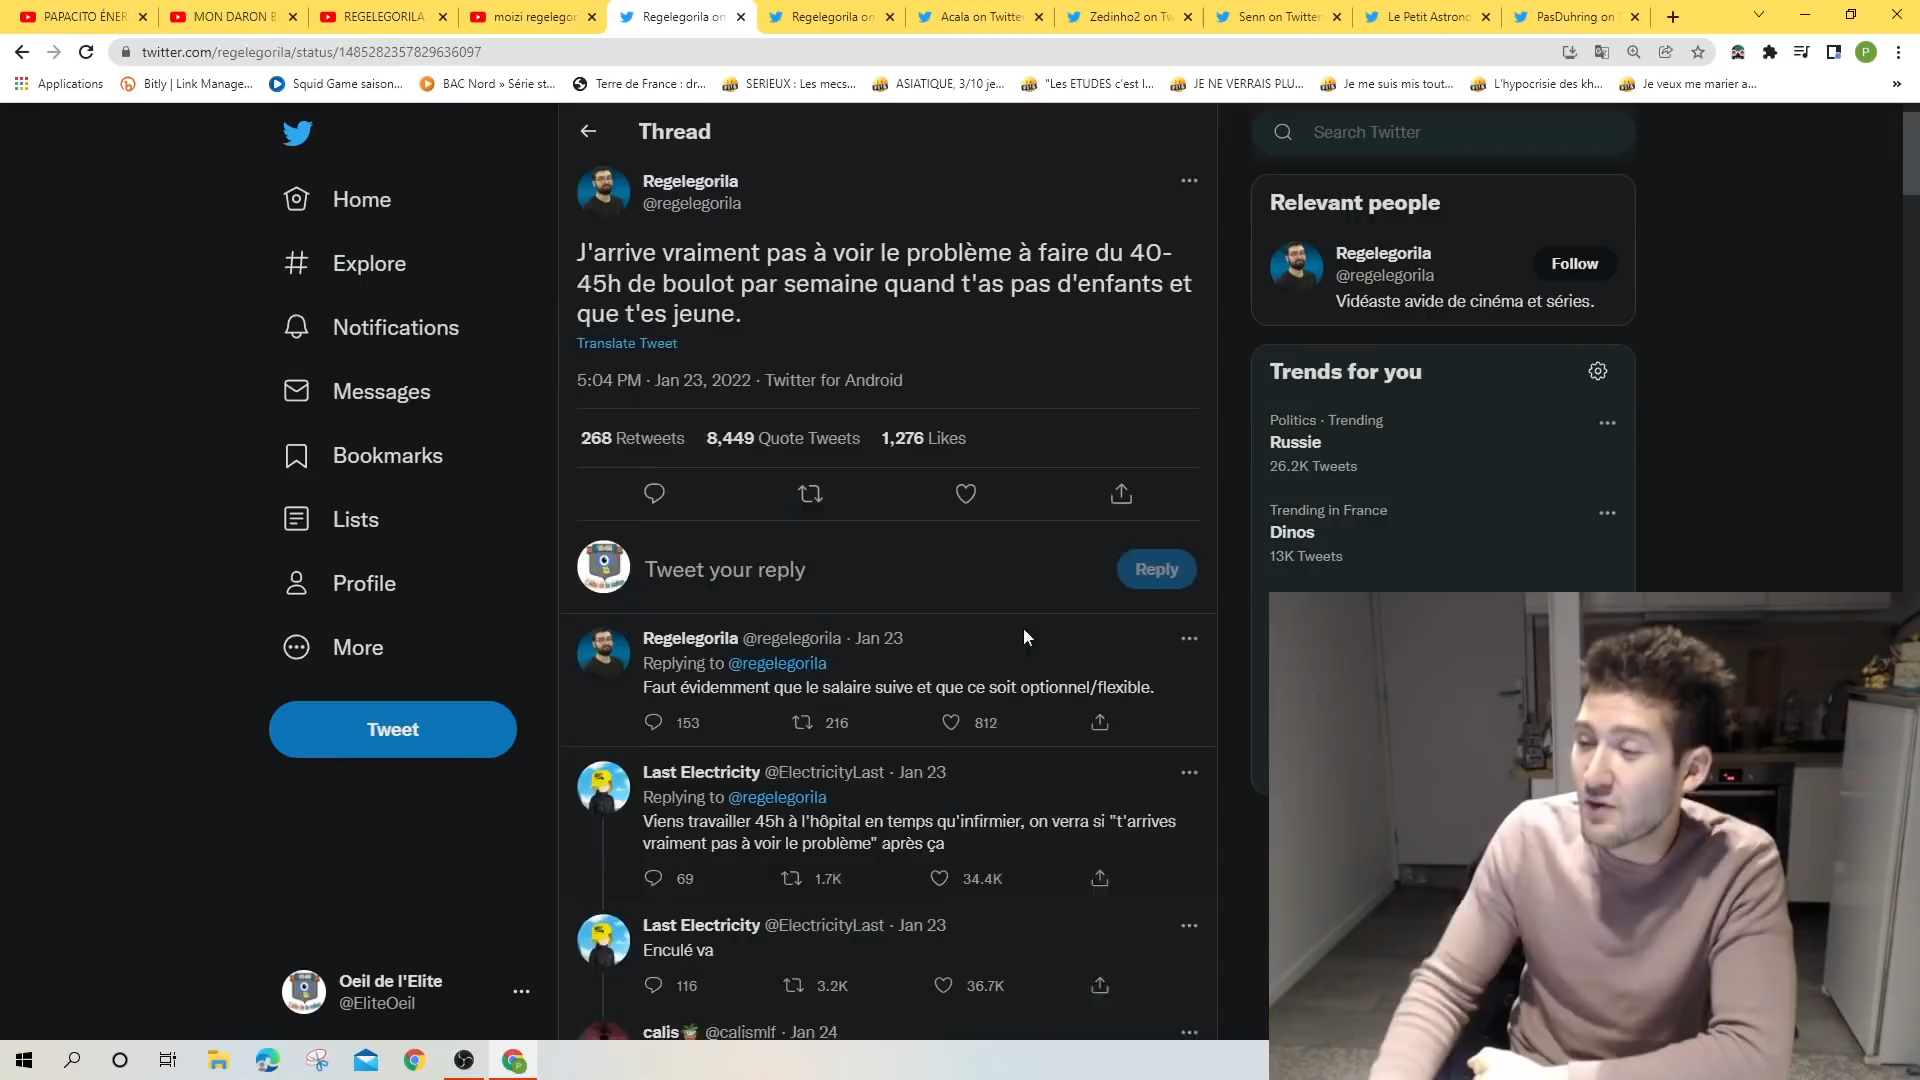 PAPACITO ÉNER
MON DARON B
REGELEGORILA
moizi regelegor
Regelegorila on
Regelegorila on
Acala on Twitte
Zedinho2 on Tw
Senn on Twitter
Le Petit Astrono
PasDuhring on T
twitter.com/regelegorila/status/1485282357829636097
P
Applications
Bitly | Link Manage...
Squid Game saison...
BAC Nord » Série st...
Terre de France : dr...
SERIEUX : Les mecs...
ASIATIQUE, 3/10 je...
"Les ETUDES c'est l...
JE NE VERRAIS PLU...
Je me suis mis tout...
L'hypocrisie des kh...
Je veux me marier a...
»
Home
Explore
Notifications
Messages
Bookmarks
Lists
Profile
More
Tweet
Oeil de l'Elite
@EliteOeil
Thread
Regelegorila
@regelegorila
J'arrive vraiment pas à voir le problème à faire du 40-
45h de boulot par semaine quand t'as pas d'enfants et
que t'es jeune.
Translate Tweet
5:04 PM · Jan 23, 2022 · Twitter for Android
268 Retweets 8,449 Quote Tweets 1,276 Likes
Tweet your reply
Reply
Regelegorila @regelegorila · Jan 23
Replying to @regelegorila
Faut évidemment que le salaire suive et que ce soit optionnel/flexible.
153 216 812
Last Electricity @ElectricityLast · Jan 23
Replying to @regelegorila
Viens travailler 45h à l'hôpital en temps qu'infirmier, on verra si "t'arrives
vraiment pas à voir le problème" après ça
69 1.7K 34.4K
Last Electricity @ElectricityLast · Jan 23
Enculé va
116 3.2K 36.7K
calis @calismlf · Jan 24
Search Twitter
Relevant people
Regelegorila
@regelegorila
Follow
Vidéaste avide de cinéma et séries.
Trends for you
Politics · Trending
Russie
26.2K Tweets
Trending in France
Dinos
13K Tweets